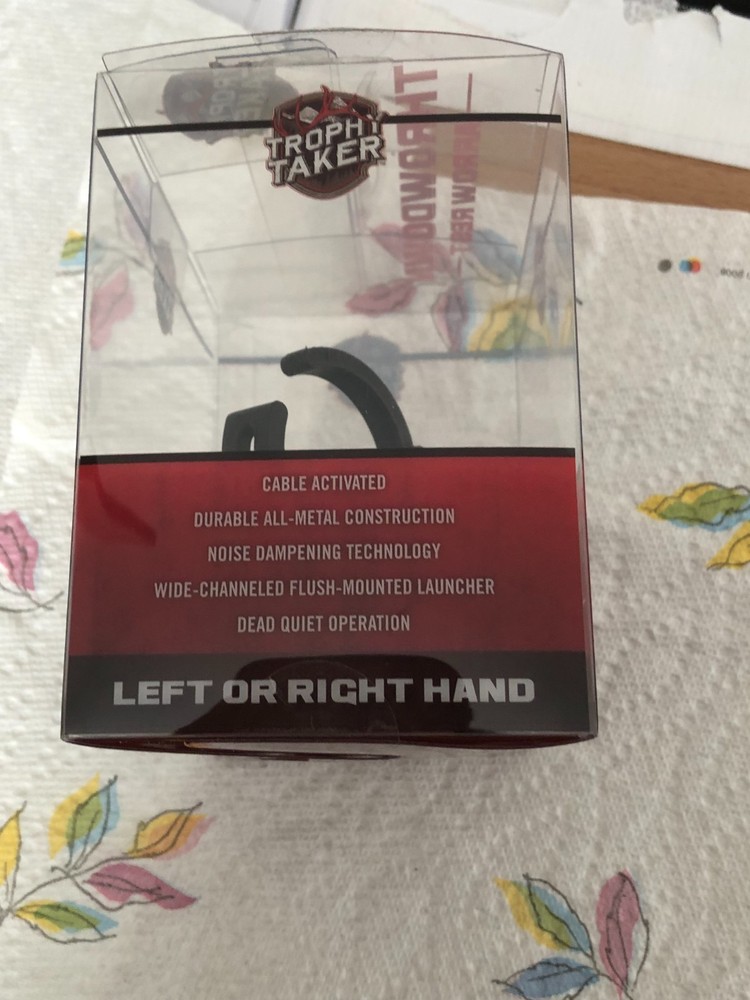 TROPHY
TAKER
THROWDOWN
CABLE ACTIVATED
DURABLE ALL-METAL CONSTRUCTION
NOISE DAMPENING TECHNOLOGY
WIDE-CHANNELED FLUSH-MOUNTED LAUNCHER
DEAD QUIET OPERATION
LEFT OR RIGHT HAND